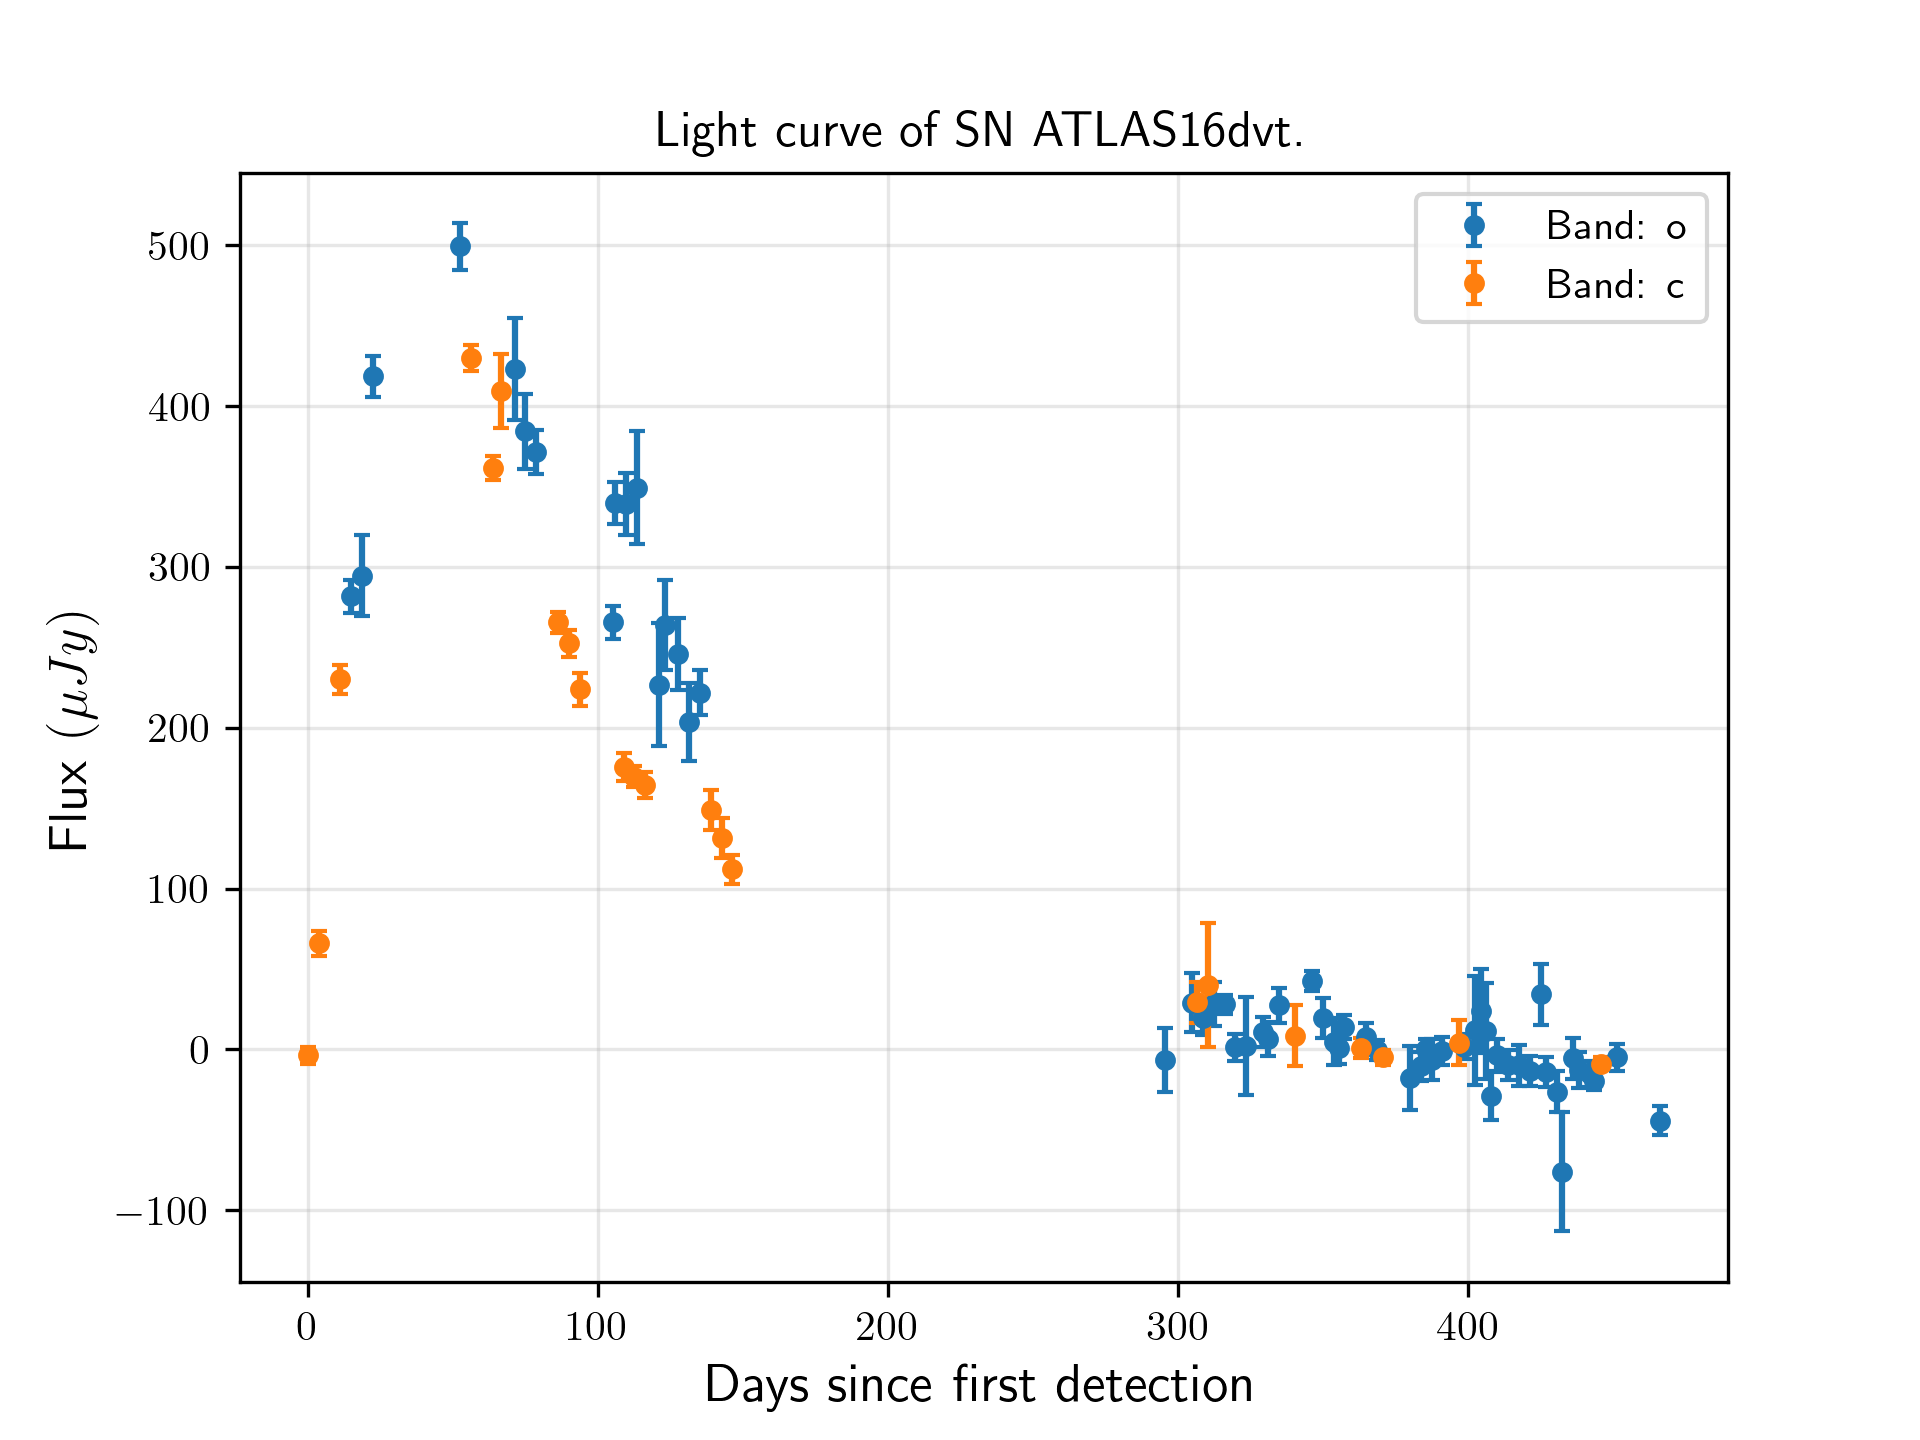 Light curve of SN ATLAS16dvt.
Band: o
Band: c
500
400
300
200
100
0
−100
Flux (μJy)
0 100 200 300 400
Days since first detection